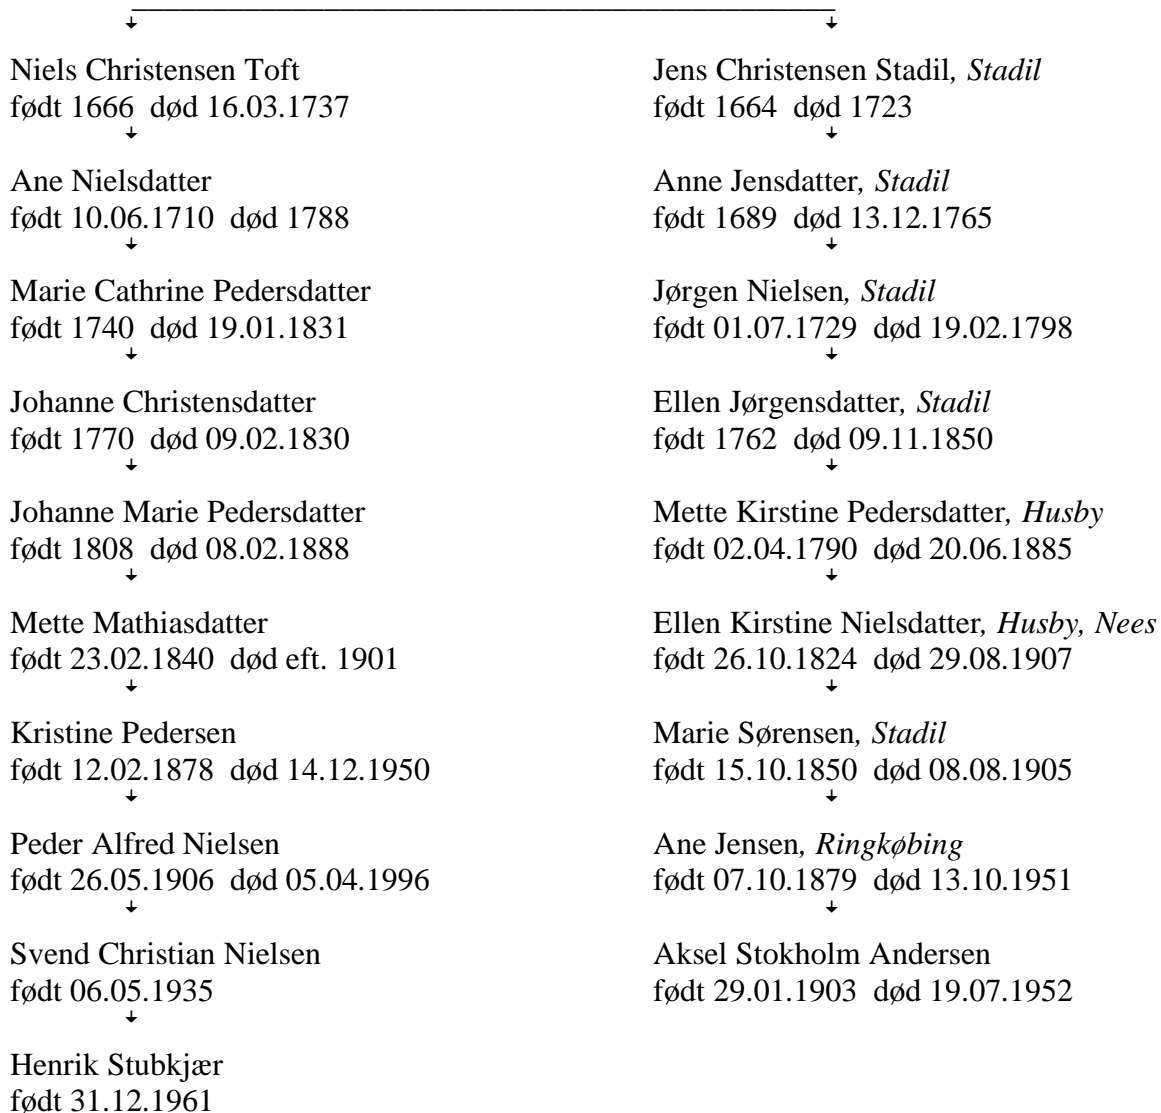 Niels Christensen Toft
født 1666 død 16.03.1737
Ane Nielsdatter
født 10.06.1710 død 1788
Marie Cathrine Pedersdatter
født 1740 død 19.01.1831
Johanne Christensdatter
født 1770 død 09.02.1830
Johanne Marie Pedersdatter
født 1808 død 08.02.1888
Mette Mathiasdatter
født 23.02.1840 død eft. 1901
Kristine Pedersen
født 12.02.1878 død 14.12.1950
Peder Alfred Nielsen
født 26.05.1906 død 05.04.1996
Svend Christian Nielsen
født 06.05.1935
Henrik Stubkjær
født 31.12.1961
Jens Christensen Stadil, Stadil
født 1664 død 1723
Anne Jensdatter, Stadil
født 1689 død 13.12.1765
Jørgen Nielsen, Stadil
født 01.07.1729 død 19.02.1798
Ellen Jørgensdatter, Stadil
født 1762 død 09.11.1850
Mette Kirstine Pedersdatter, Husby
født 02.04.1790 død 20.06.1885
Ellen Kirstine Nielsdatter, Husby, Nees
født 26.10.1824 død 29.08.1907
Marie Sørensen, Stadil
født 15.10.1850 død 08.08.1905
Ane Jensen, Ringkøbing
født 07.10.1879 død 13.10.1951
Aksel Stokholm Andersen
født 29.01.1903 død 19.07.1952